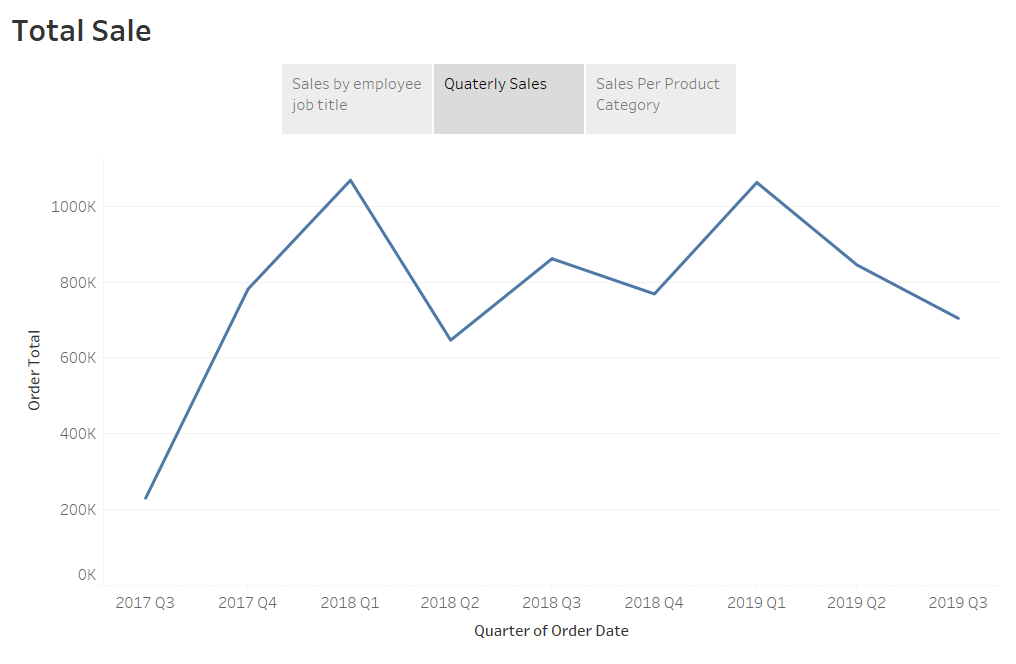 Total Sale
Sales by employee
job title
Quaterly Sales
Sales Per Product
Category
Order Total
1000K
800K
600K
400K
200K
0K
2017 Q3
2017 Q4
2018 Q1
2018 Q2
2018 Q3
2018 Q4
2019 Q1
2019 Q2
2019 Q3
Quarter of Order Date